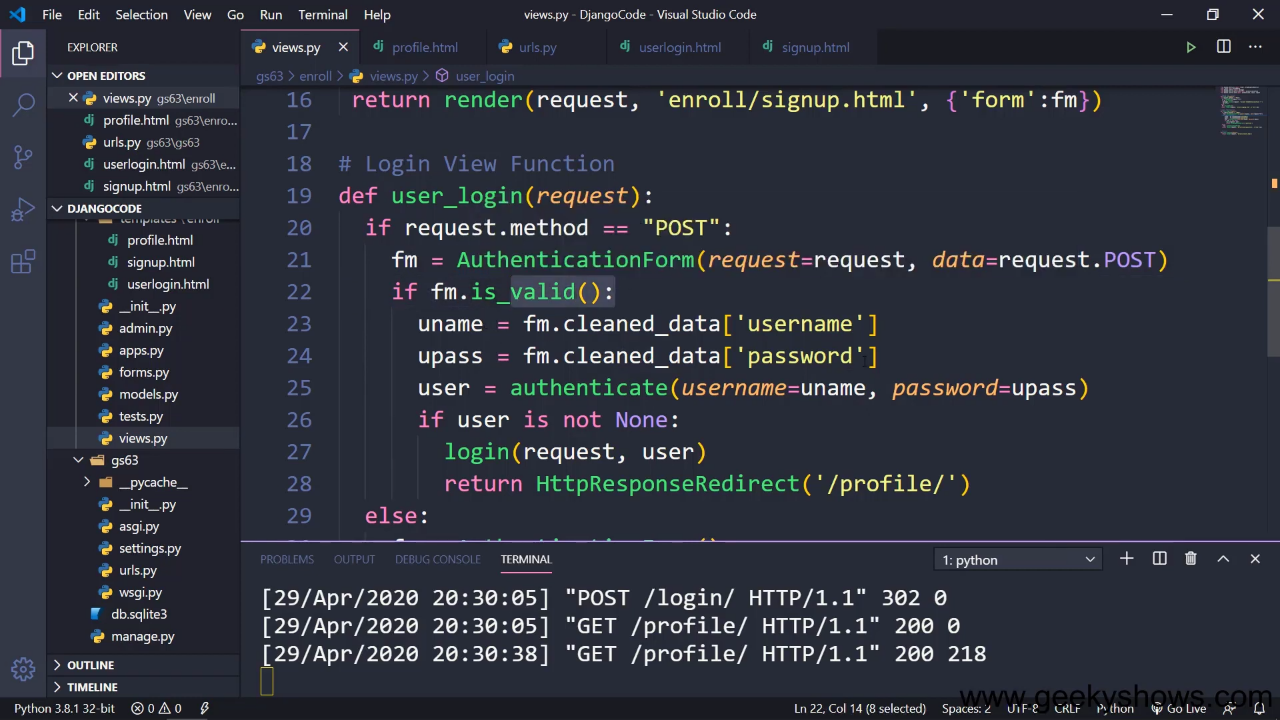 File Edit Selection View Go Run Terminal Help views.py - DjangoCode - Visual Studio Code
EXPLORER
OPEN EDITORS
views.py gs63\enroll
profile.html gs63\enro...
urls.py gs63\gs63
userlogin.html gs63\e...
signup.html gs63\enro...
DJANGOCODE
profile.html
signup.html
userlogin.html
__init__.py
admin.py
apps.py
forms.py
models.py
tests.py
views.py
gs63
__pycache__
__init__.py
asgi.py
settings.py
urls.py
wsgi.py
db.sqlite3
manage.py
OUTLINE
TIMELINE
views.py profile.html urls.py userlogin.html signup.html
gs63 > enroll > views.py > user_login
16 return render(request, 'enroll/signup.html', {'form':fm})
17
18 # Login View Function
19 def user_login(request):
20 if request.method == "POST":
21 fm = AuthenticationForm(request=request, data=request.POST)
22 if fm.is_valid():
23 uname = fm.cleaned_data['username']
24 upass = fm.cleaned_data['password']
25 user = authenticate(username=uname, password=upass)
26 if user is not None:
27 login(request, user)
28 return HttpResponseRedirect('/profile/')
29 else:
PROBLEMS OUTPUT DEBUG CONSOLE TERMINAL 1: python
[29/Apr/2020 20:30:05] "POST /login/ HTTP/1.1" 302 0
[29/Apr/2020 20:30:05] "GET /profile/ HTTP/1.1" 200 0
[29/Apr/2020 20:30:38] "GET /profile/ HTTP/1.1" 200 218
www.geekyshows.com
Python 3.8.1 32-bit 0 0 Ln 22, Col 14 (8 selected) Spaces: 2 UTF-8 CRLF Python Go Live